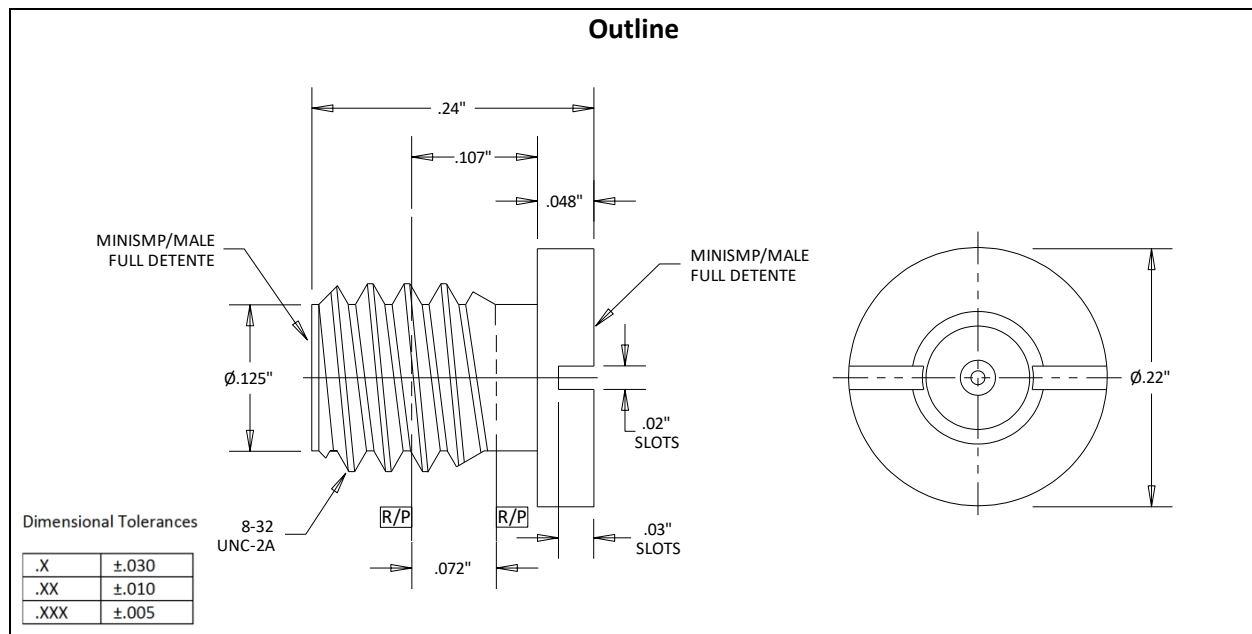 Outline
.24"
.107"
.048"
MINISMP/MALE
FULL DETENTE
MINISMP/MALE
FULL DETENTE
Ø.125"
Ø.22"
.02"
SLOTS
R/P
R/P
8-32
UNC-2A
.03"
SLOTS
.072"
Dimensional Tolerances
.X ±.030
.XX ±.010
.XXX ±.005